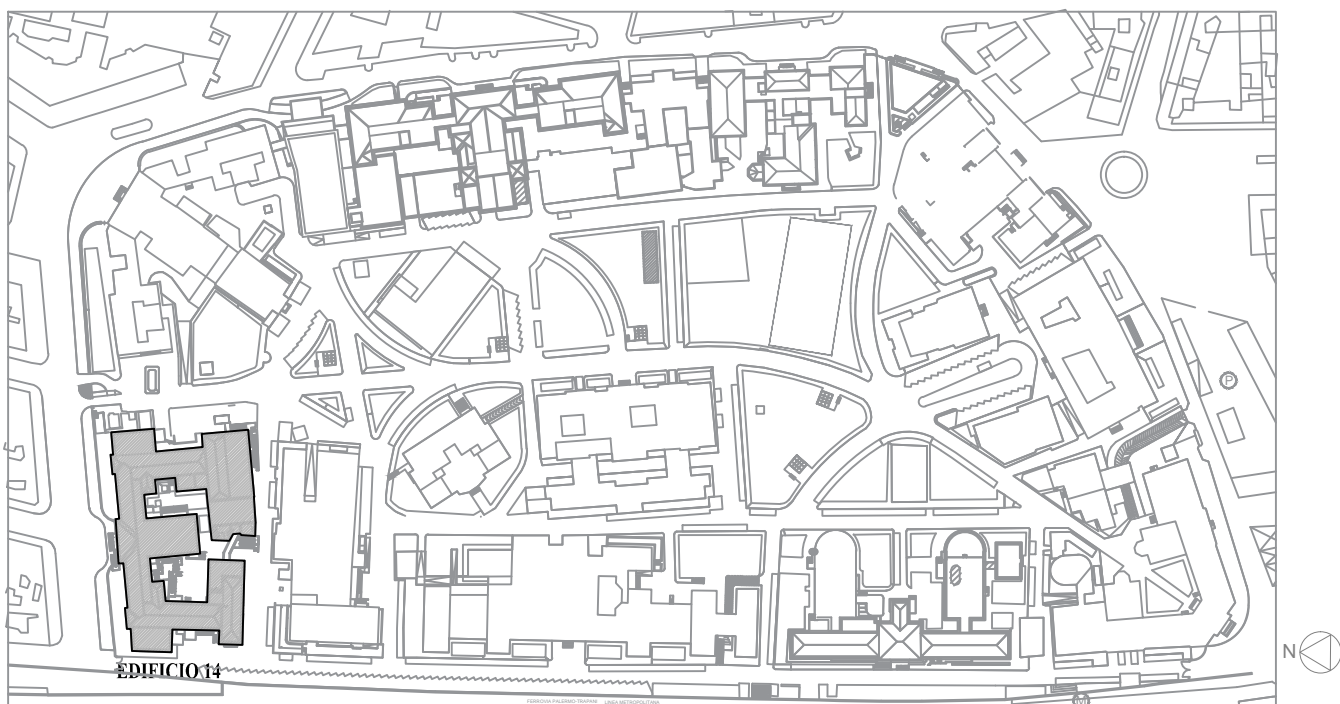 P
N
EDIFICIO 14
FERROVIA PALERMO-TRAPANI LINEA METROPOLITANA
M